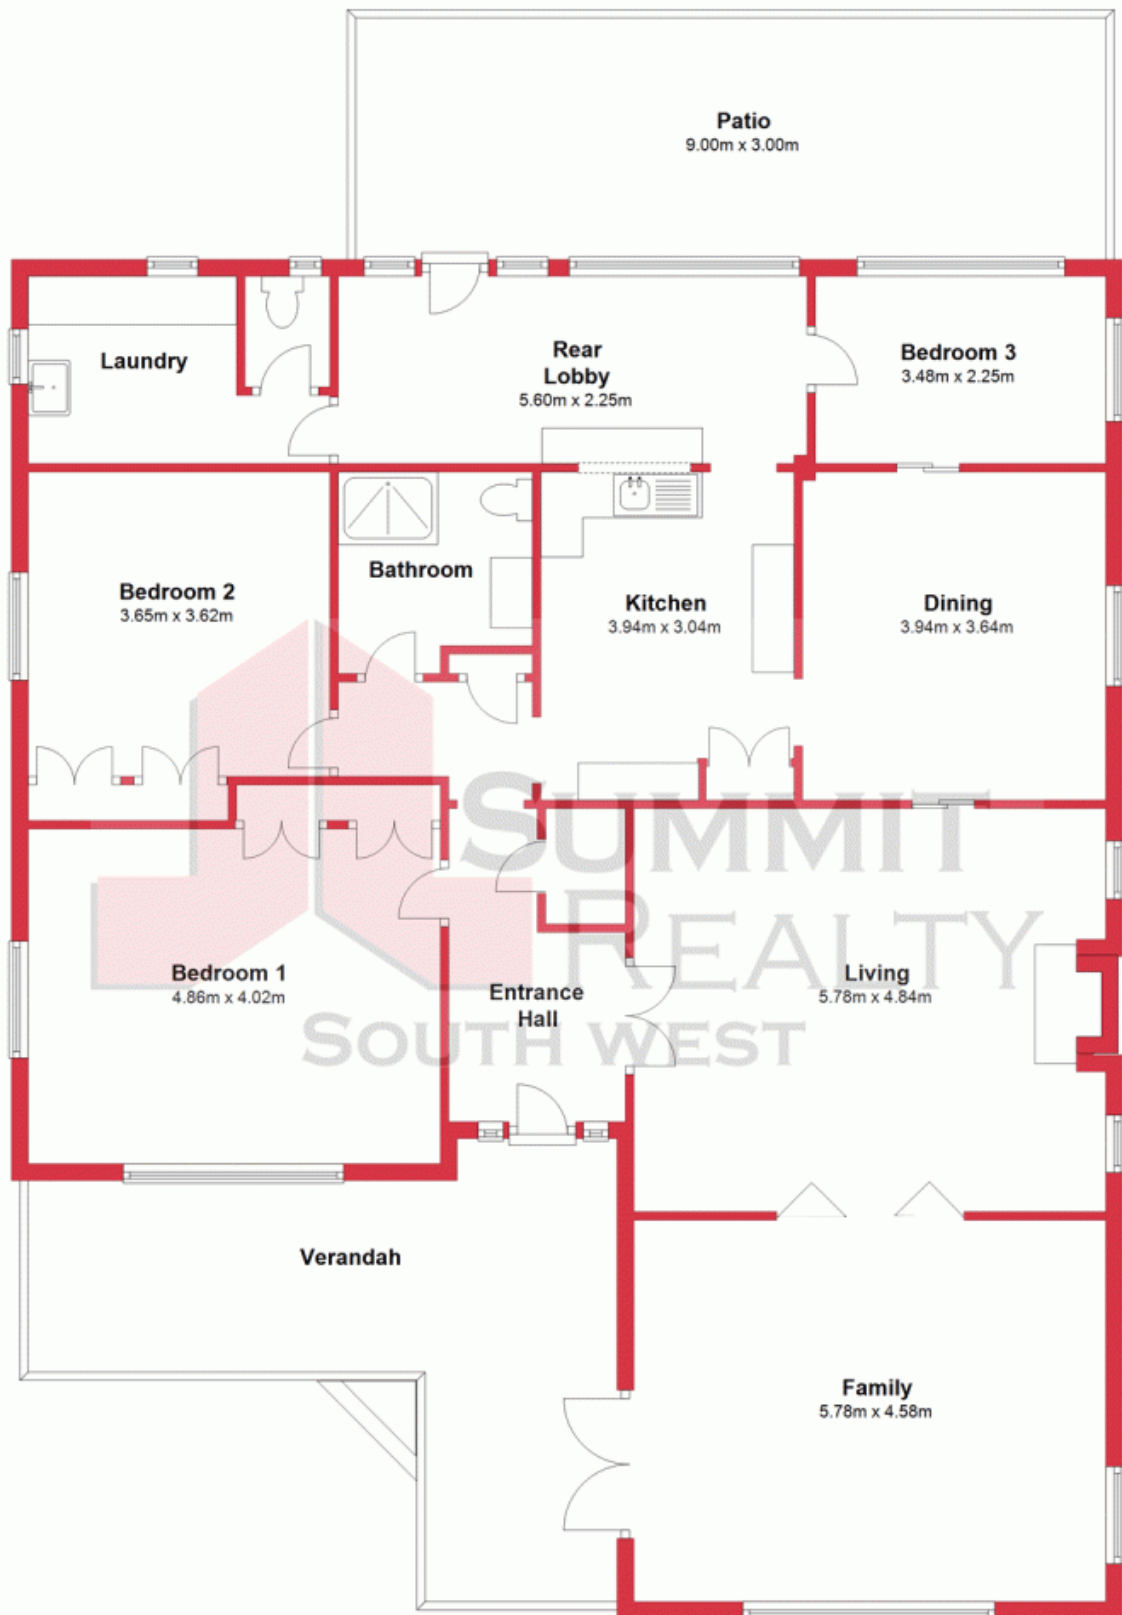 Patio
9.00m x 3.00m
Laundry
Rear
Lobby
5.60m x 2.25m
Bedroom 3
3.48m x 2.25m
Bedroom 2
3.65m x 3.62m
Bathroom
Kitchen
3.94m x 3.04m
Dining
3.94m x 3.64m
SUMMIT
REALTY
SOUTH WEST
Bedroom 1
4.86m x 4.02m
Entrance
Hall
Living
5.78m x 4.84m
Verandah
Family
5.78m x 4.58m